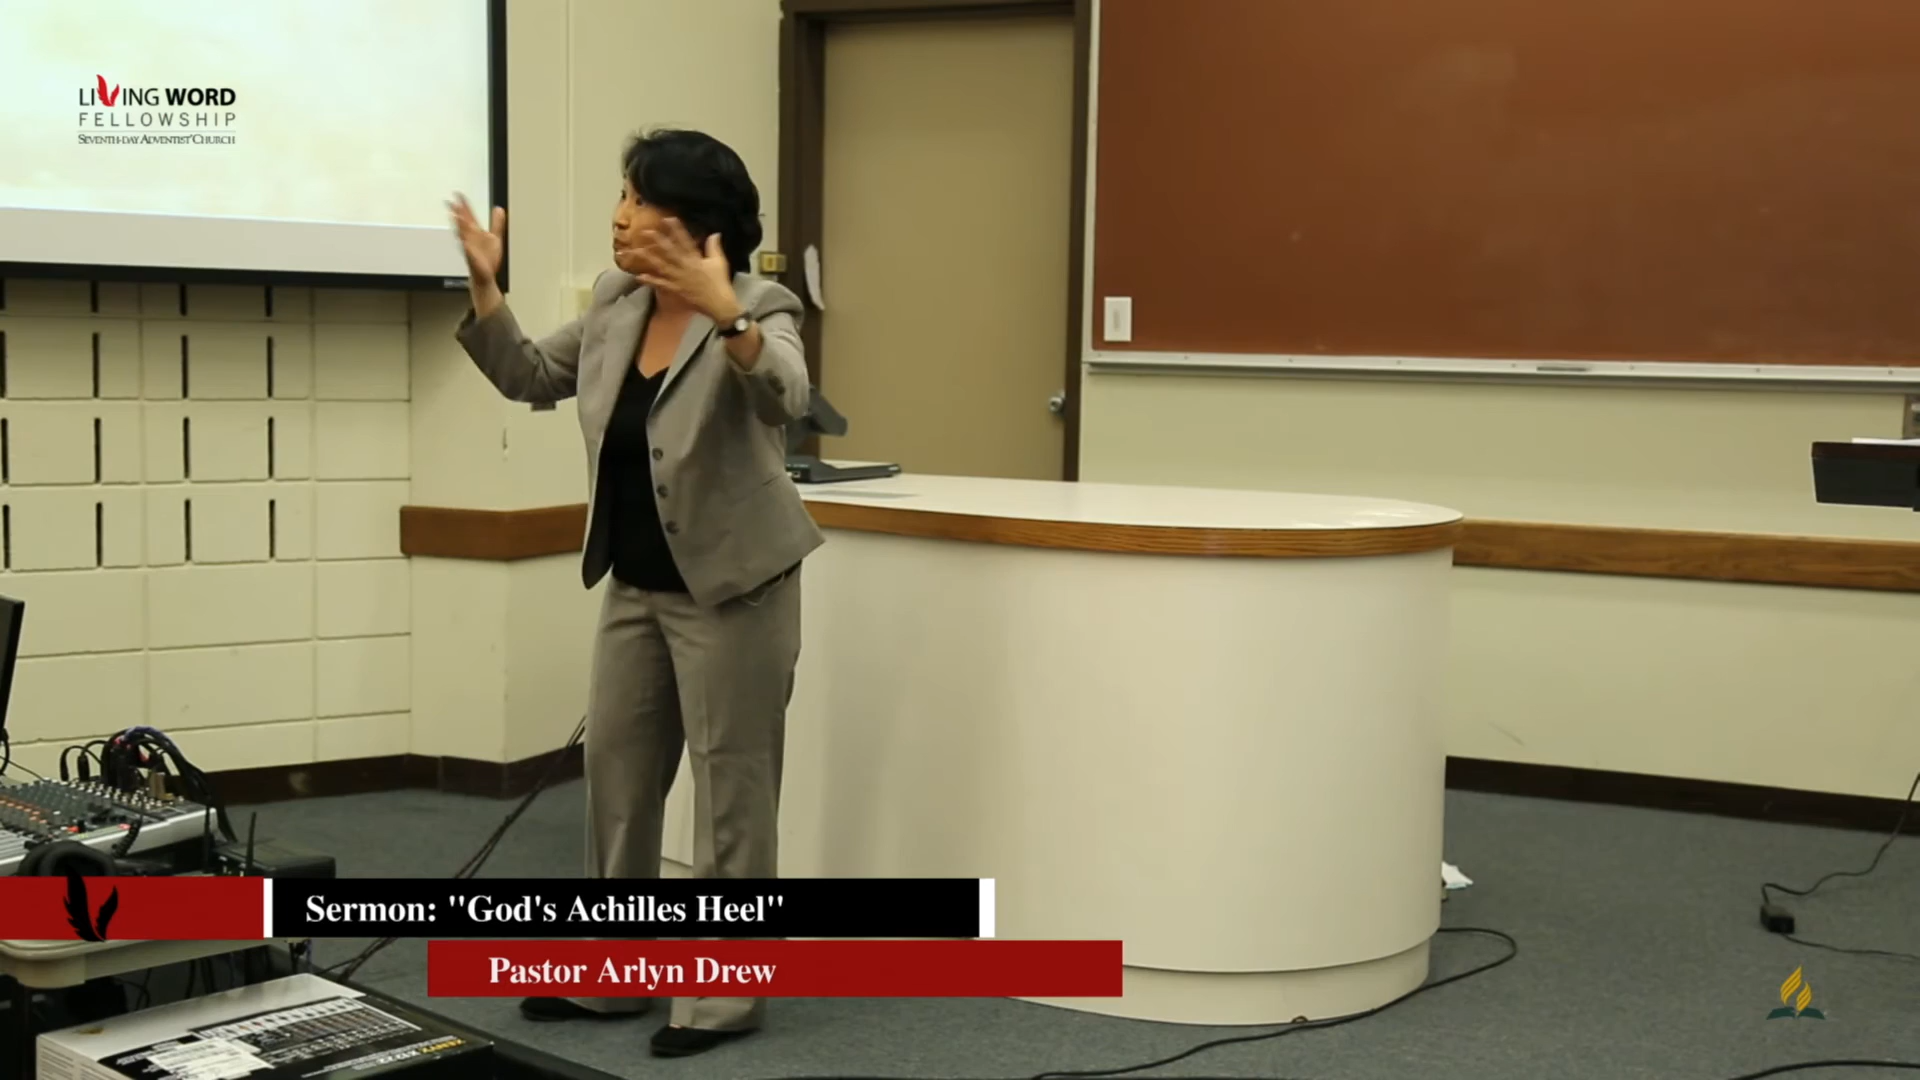 LIVING WORD
FELLOWSHIP
SEVENTH-DAY ADVENTIST CHURCH
Sermon: "God's Achilles Heel"
Pastor Arlyn Drew